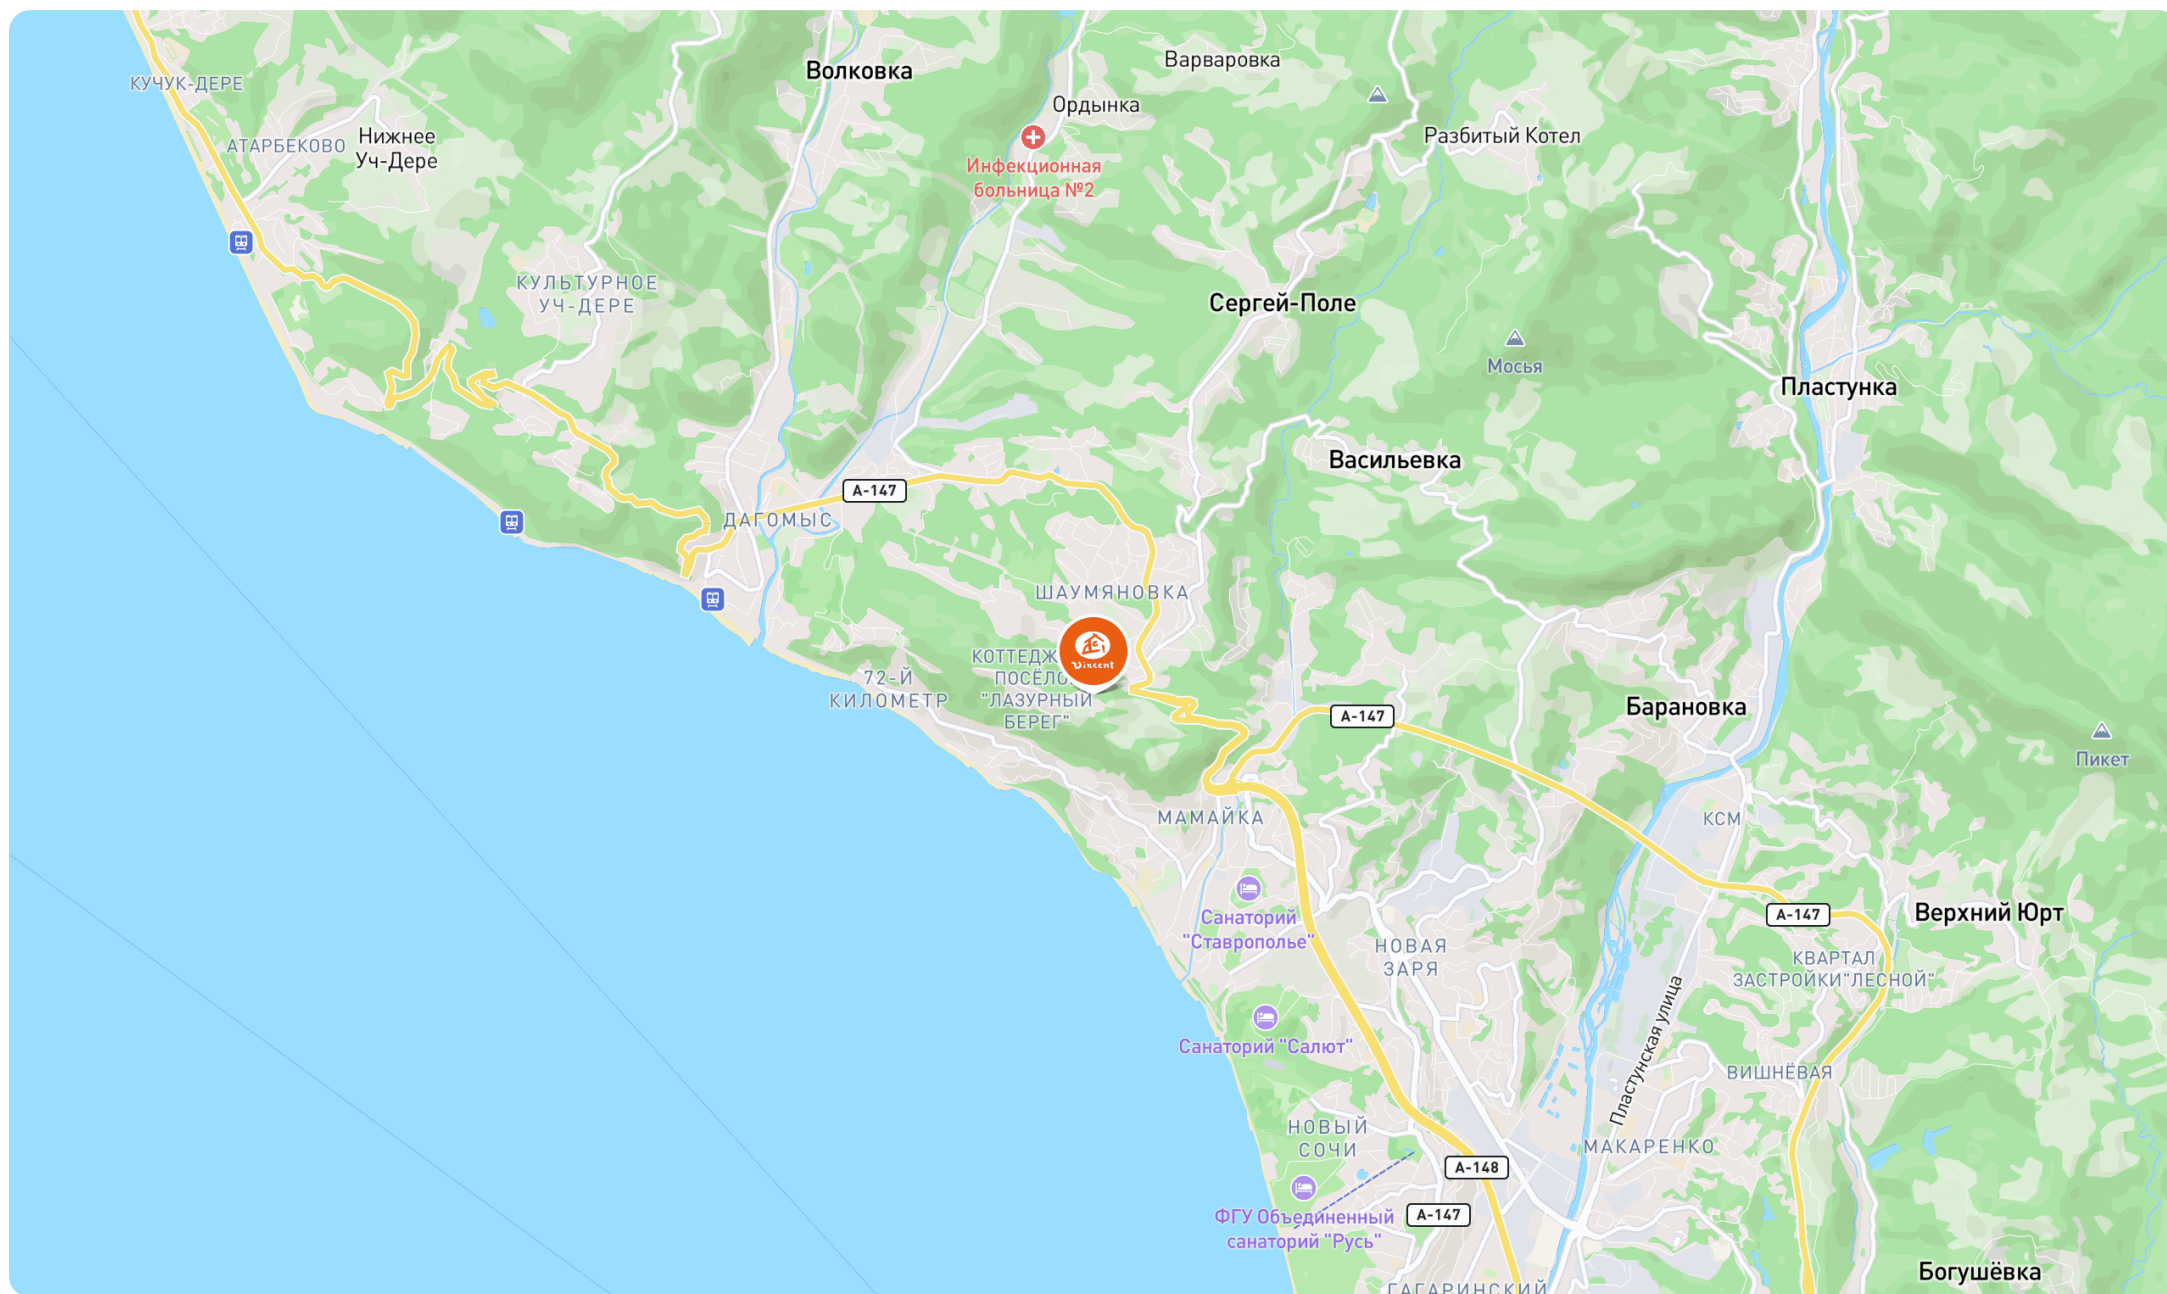 Волковка
Варваровка
КУЧУК-ДЕРЕ
Ордынка
Нижнее
Уч-Дере
АТАРБЕКОВО
Разбитый Котел
Инфекционная
больница №2
КУЛЬТУРНОЕ
УЧ-ДЕРЕ
Сергей-Поле
Мосья
Пластунка
Васильевка
А-147
ДАГОМЫС
ШАУМЯНОВКА
Vincent
КОТТЕДЖ
ПОСЁЛО
"ЛАЗУРНЫЙ
БЕРЕГ"
72-Й
КИЛОМЕТР
А-147
Барановка
Пикет
МАМАЙКА
КСМ
Санаторий
"Ставрополье"
А-147
Верхний Юрт
НОВАЯ
ЗАРЯ
КВАРТАЛ
ЗАСТРОЙКИ"ЛЕСНОЙ"
Пластунская улица
Санаторий "Салют"
ВИШНЁВАЯ
НОВЫЙ
СОЧИ
МАКАРЕНКО
А-148
ФГУ Объединенный
санаторий "Русь"
А-147
Богушёвка
ГАГАРИНСКИЙ